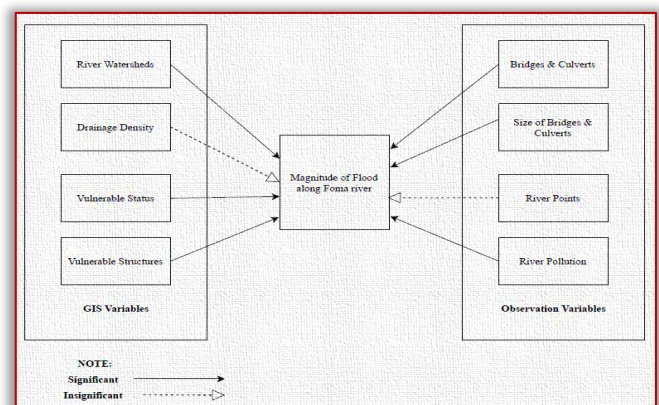 River Watersheds
Drainage Density
Vulnerable Status
Vulnerable Structures
GIS Variables
Magnitude of Flood
along Foma river
Bridges & Culverts
Size of Bridges &
Culverts
River Points
River Pollution
Observation Variables
NOTE:
Significant
Insignificant